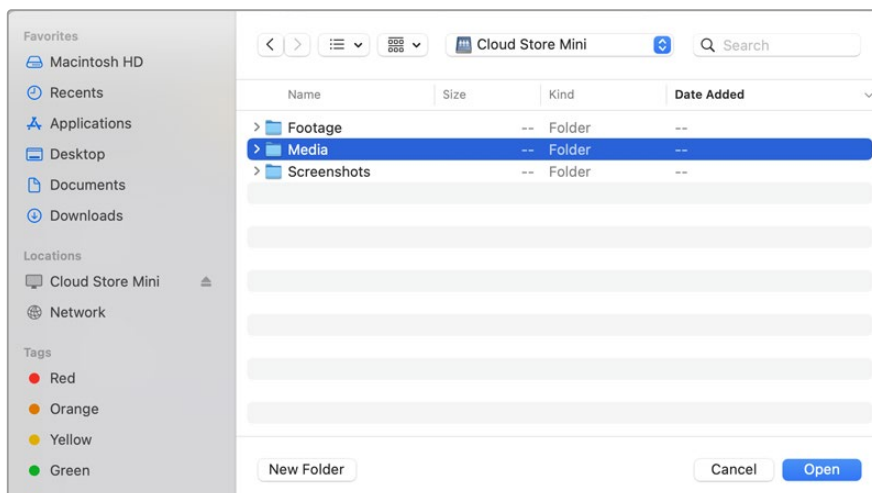 Favorites
Macintosh HD
Recents
Applications
Desktop
Documents
Downloads
Locations
Cloud Store Mini
Network
Tags
Red
Orange
Yellow
Green
Cloud Store Mini
Search
Name Size Kind Date Added
Footage -- Folder --
Media -- Folder --
Screenshots -- Folder --
New Folder Cancel Open